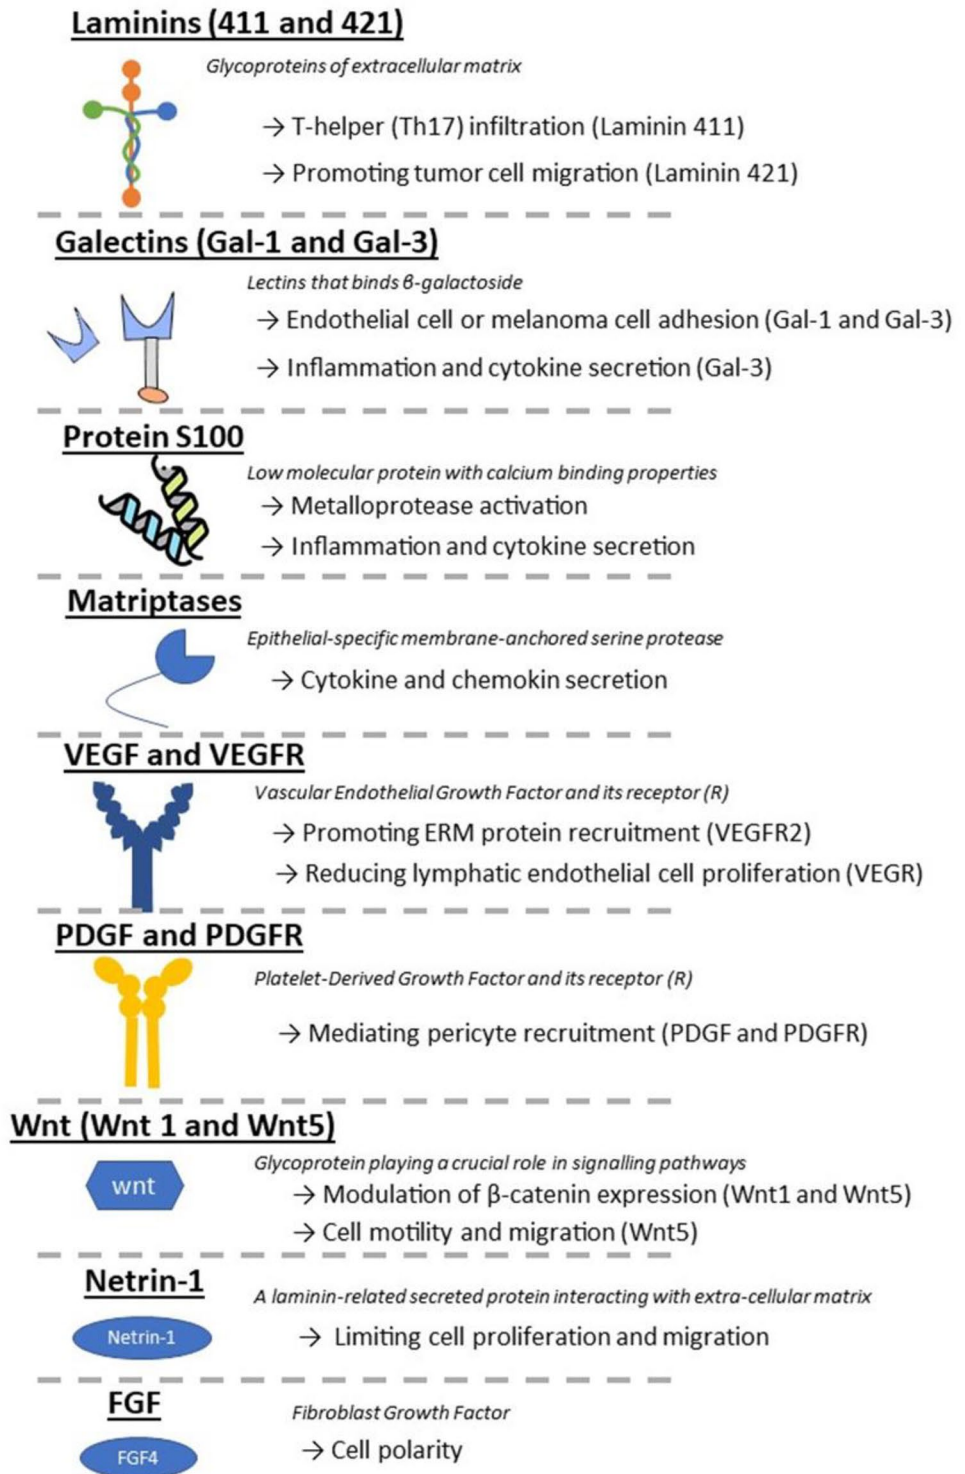 Laminins (411 and 421)
Glycoproteins of extracellular matrix
→ T-helper (Th17) infiltration (Laminin 411)
→ Promoting tumor cell migration (Laminin 421)
Galectins (Gal-1 and Gal-3)
Lectins that binds β-galactoside
→ Endothelial cell or melanoma cell adhesion (Gal-1 and Gal-3)
→ Inflammation and cytokine secretion (Gal-3)
Protein S100
Low molecular protein with calcium binding properties
→ Metalloprotease activation
→ Inflammation and cytokine secretion
Matriptases
Epithelial-specific membrane-anchored serine protease
→ Cytokine and chemokin secretion
VEGF and VEGFR
Vascular Endothelial Growth Factor and its receptor (R)
→ Promoting ERM protein recruitment (VEGFR2)
→ Reducing lymphatic endothelial cell proliferation (VEGR)
PDGF and PDGFR
Platelet-Derived Growth Factor and its receptor (R)
→ Mediating pericyte recruitment (PDGF and PDGFR)
Wnt (Wnt 1 and Wnt5)
Glycoprotein playing a crucial role in signalling pathways
wnt
→ Modulation of β-catenin expression (Wnt1 and Wnt5)
→ Cell motility and migration (Wnt5)
Netrin-1
A laminin-related secreted protein interacting with extra-cellular matrix
Netrin-1
→ Limiting cell proliferation and migration
FGF
Fibroblast Growth Factor
FGF4
→ Cell polarity